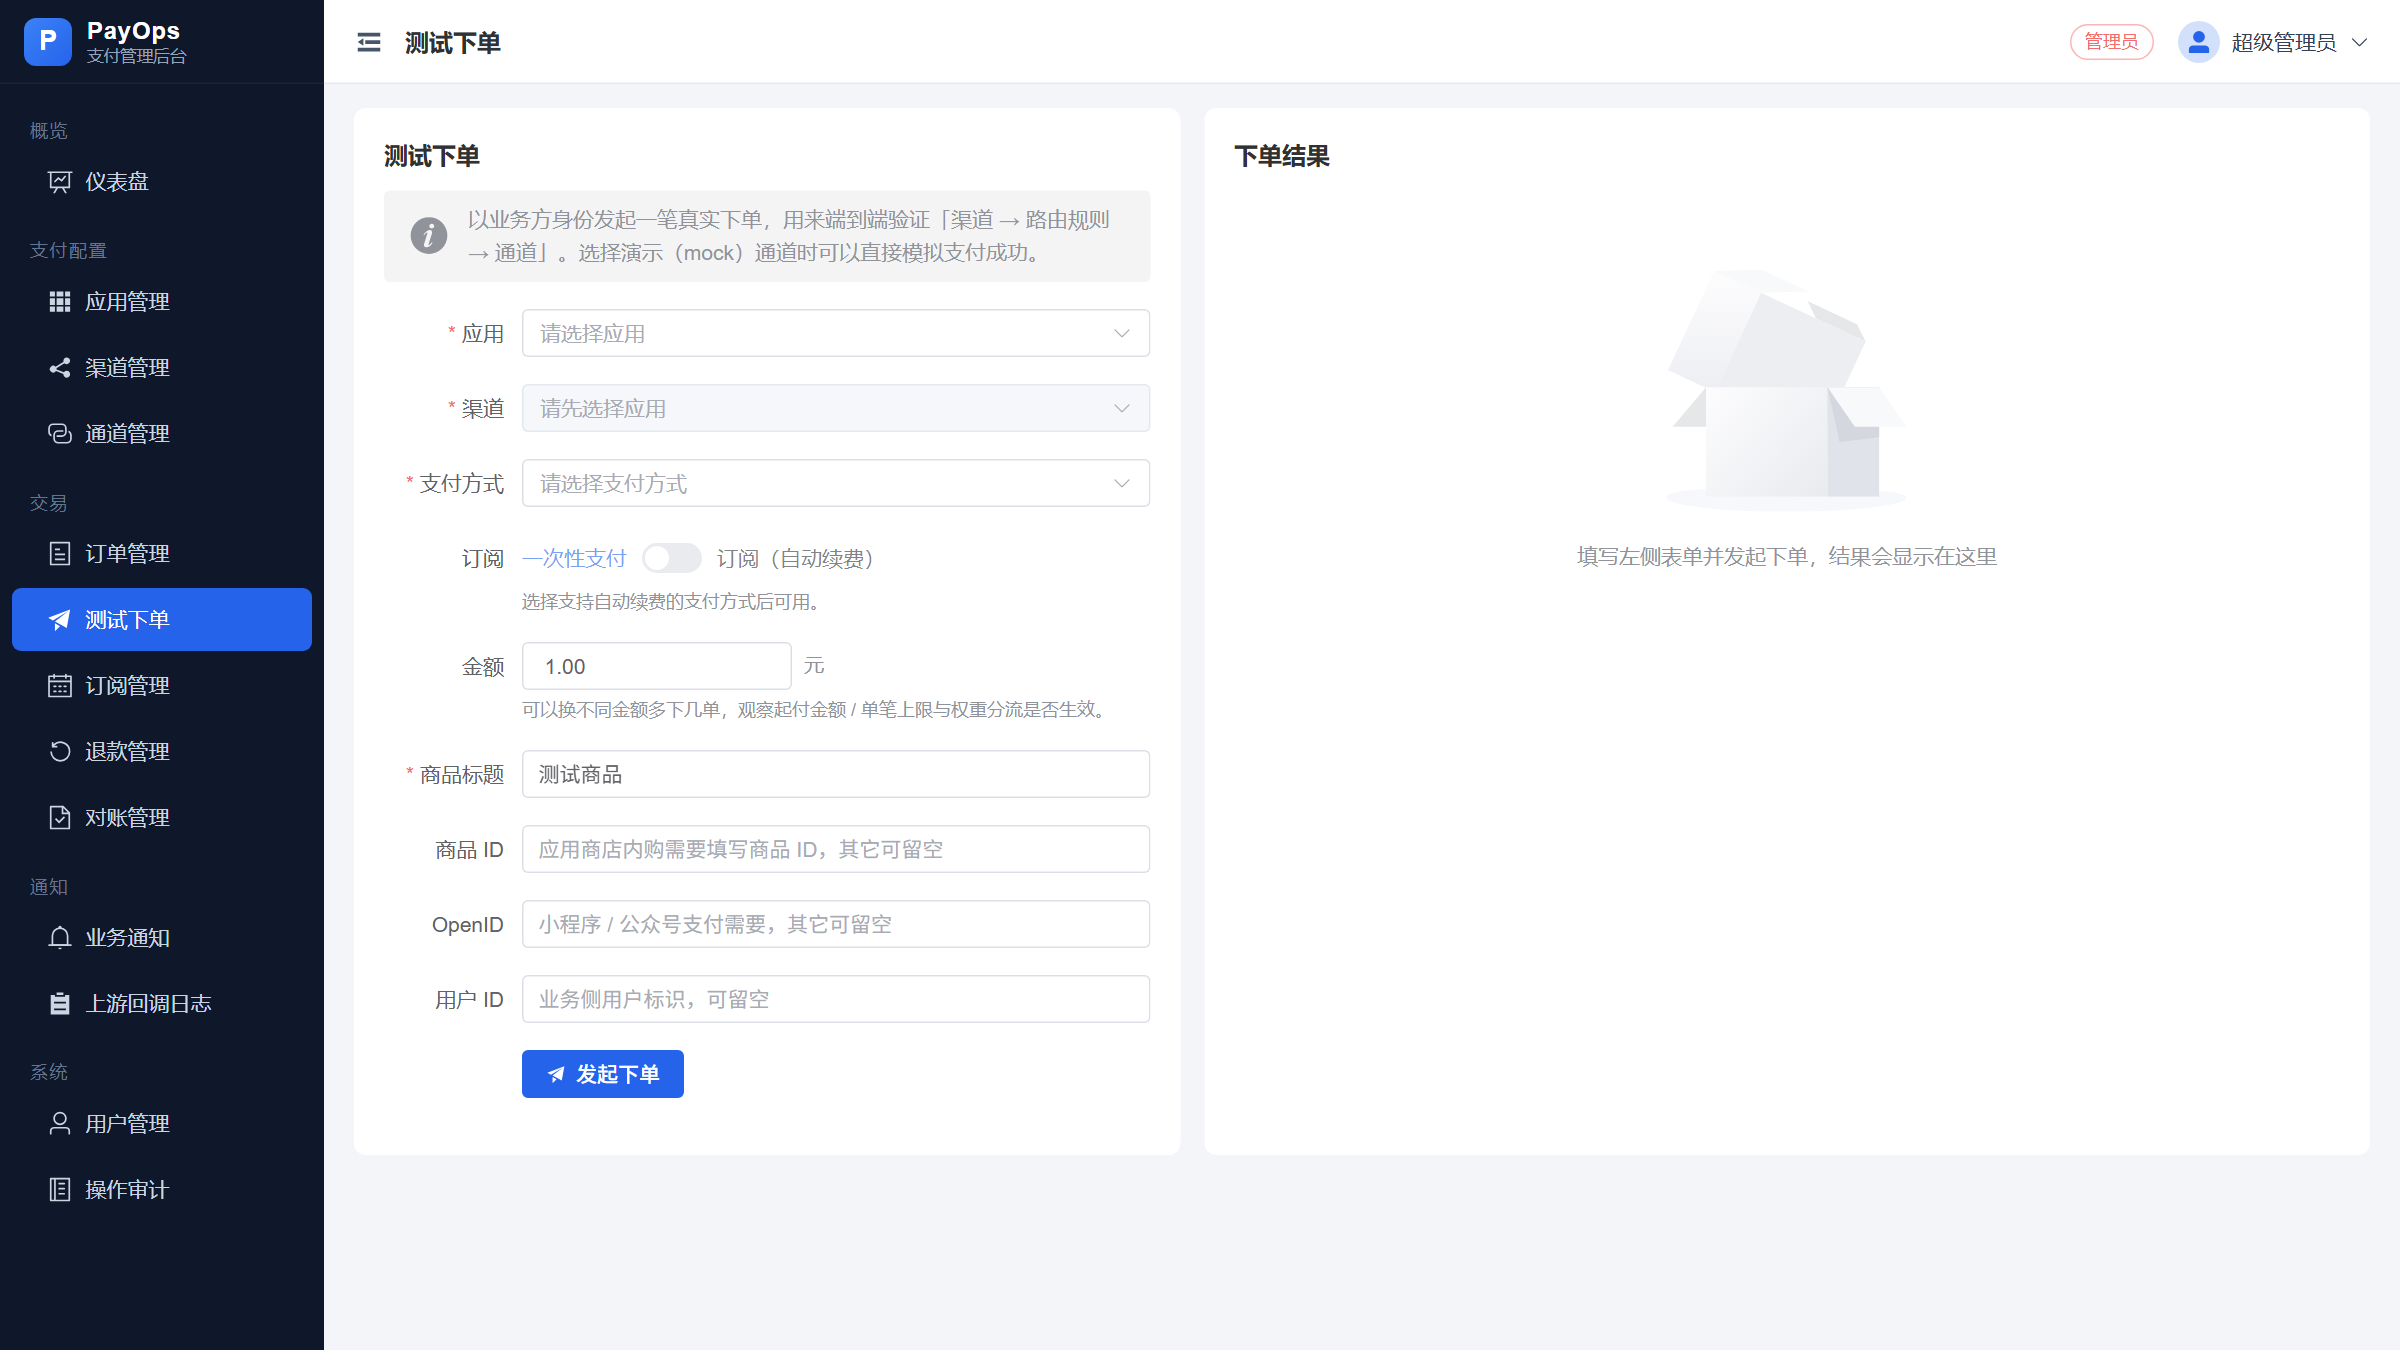 P
PayOps
支付管理后台
概览
仪表盘
支付配置
应用管理
渠道管理
通道管理
交易
订单管理
测试下单
订阅管理
退款管理
对账管理
通知
业务通知
上游回调日志
系统
用户管理
操作审计
测试下单
管理员
超级管理员
测试下单
以业务方身份发起一笔真实下单，用来端到端验证「渠道 → 路由规则
→ 通道」。选择演示（mock）通道时可以直接模拟支付成功。
* 应用 请选择应用
* 渠道 请先选择应用
* 支付方式 请选择支付方式
订阅 一次性支付 订阅（自动续费）
选择支持自动续费的支付方式后可用。
金额 1.00 元
可以换不同金额多下几单，观察起付金额 / 单笔上限与权重分流是否生效。
* 商品标题 测试商品
商品 ID 应用商店内购需要填写商品 ID，其它可留空
OpenID 小程序 / 公众号支付需要，其它可留空
用户 ID 业务侧用户标识，可留空
发起下单
下单结果
填写左侧表单并发起下单，结果会显示在这里